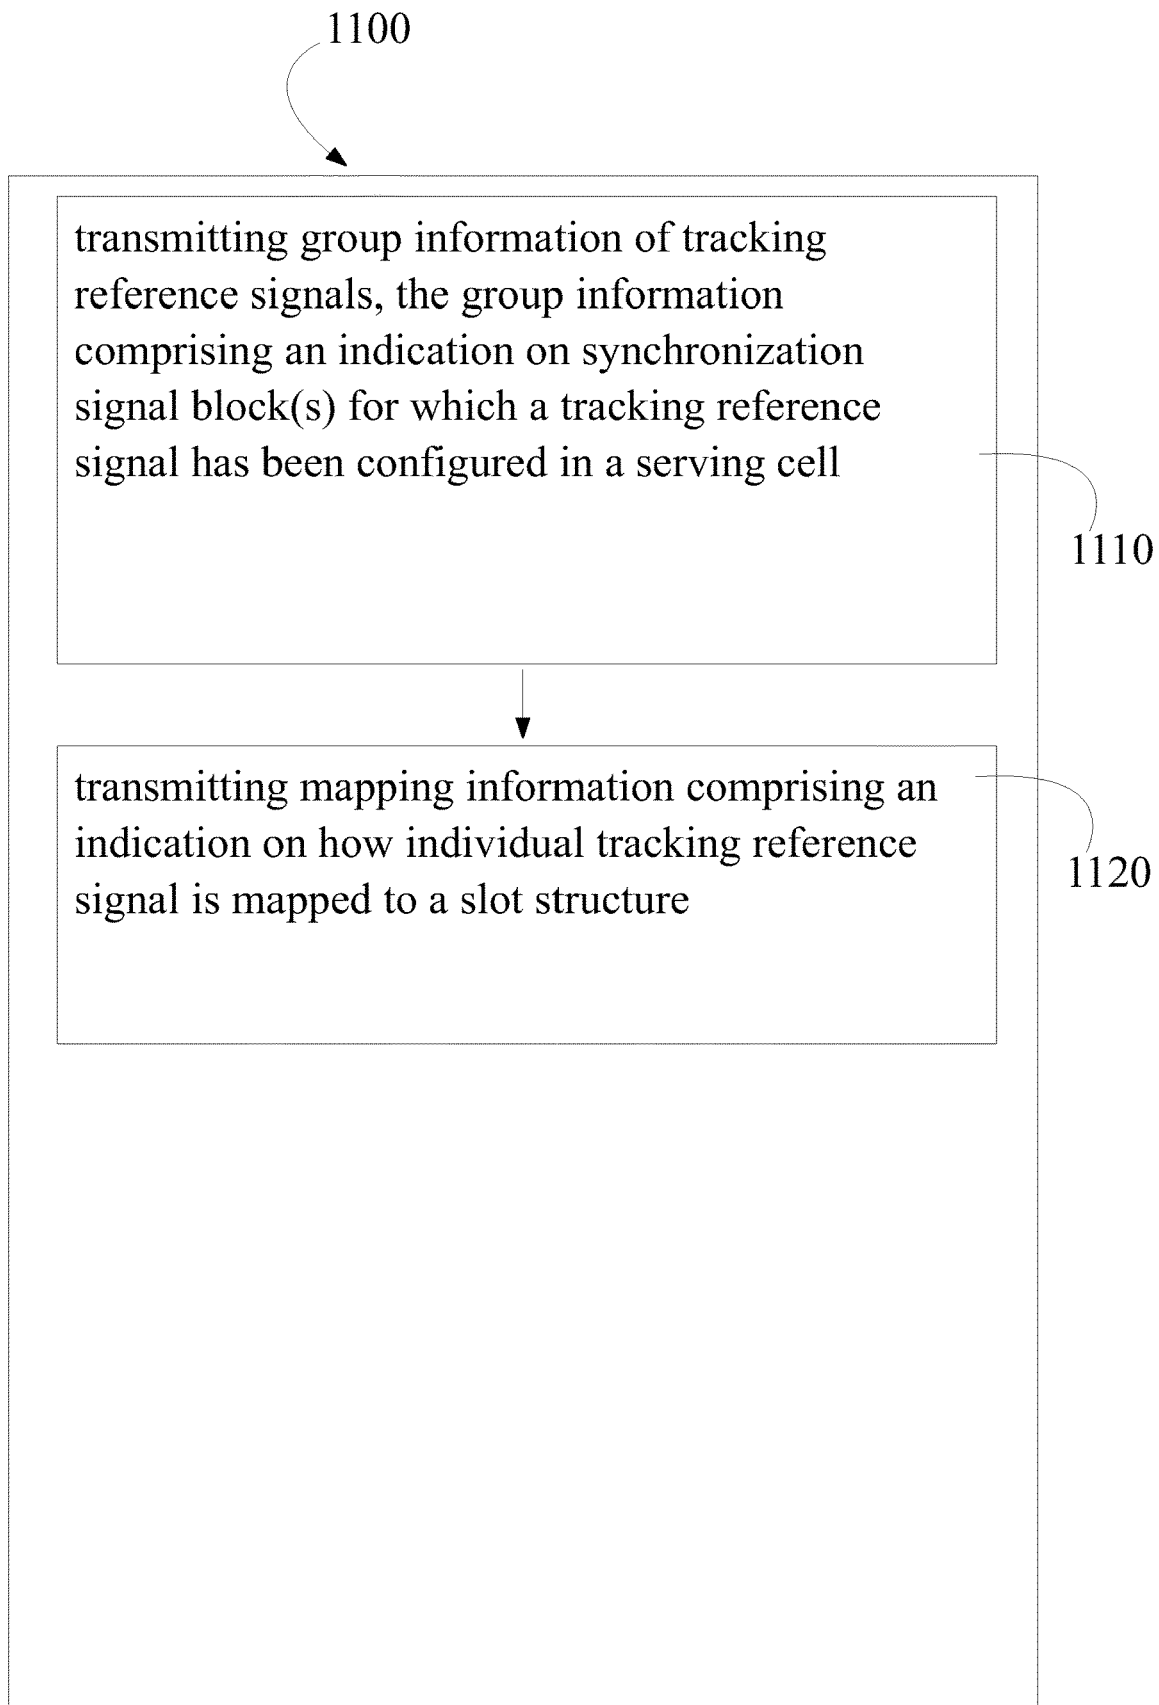 1100
transmitting group information of tracking
reference signals, the group information
comprising an indication on synchronization
signal block(s) for which a tracking reference
signal has been configured in a serving cell
1110
transmitting mapping information comprising an
indication on how individual tracking reference
signal is mapped to a slot structure
1120